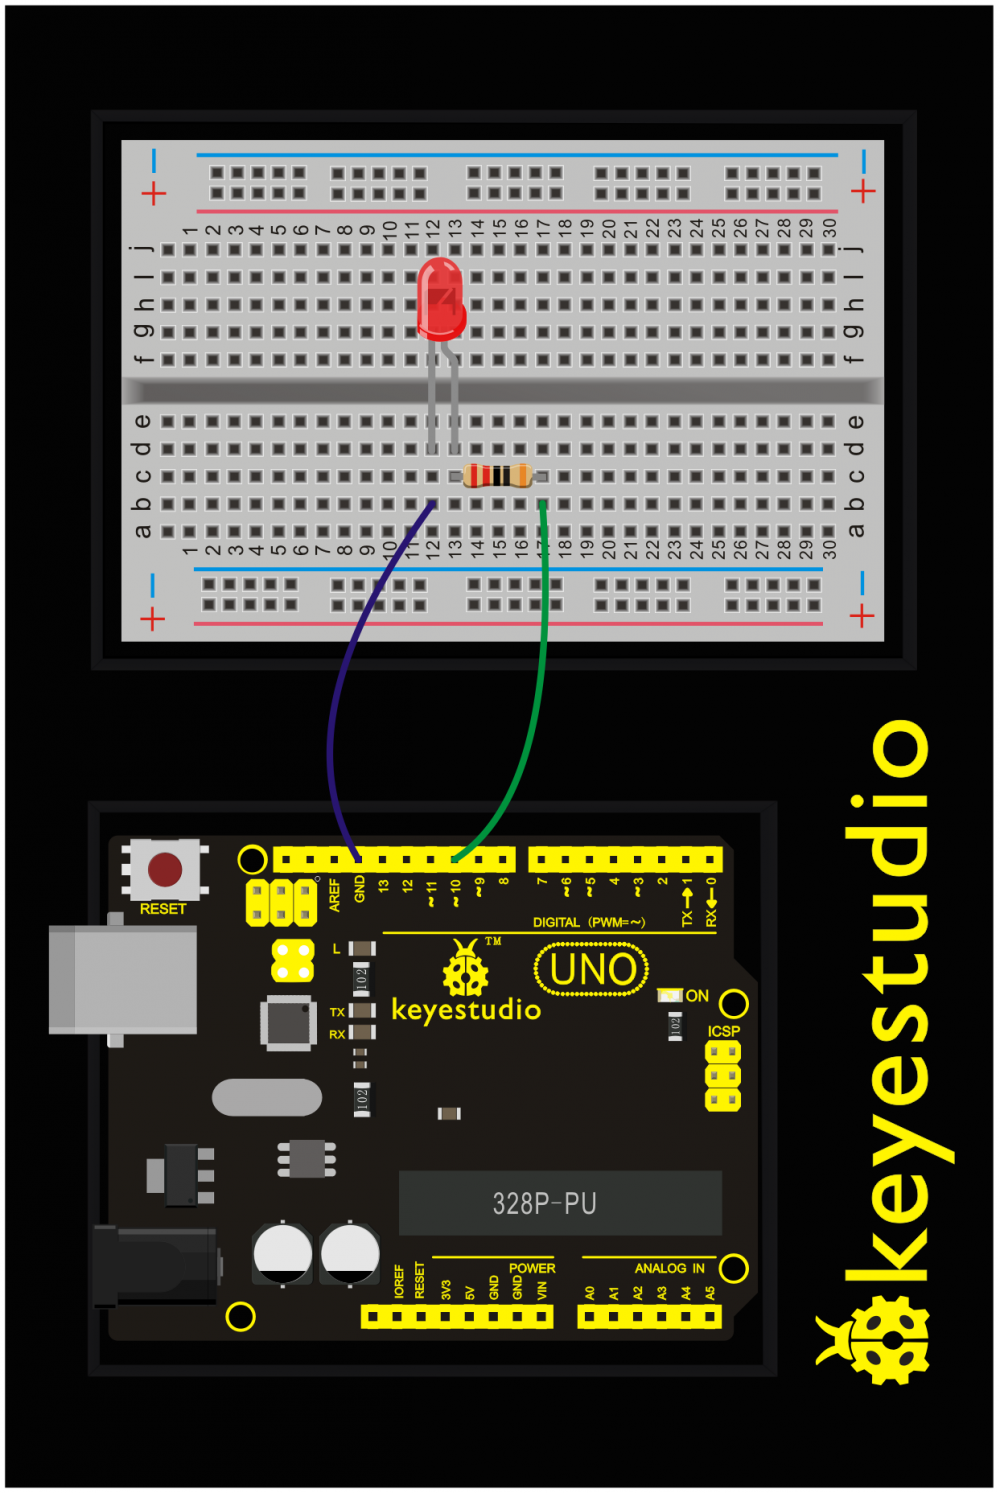 − −
+ +
1 2 3 4 5 6 7 8 9 10 11 12 13 14 15 16 17 18 19 20 21 22 23 24 25 26 27 28 29 30
j j
I I
h h
g g
f f
e e
d d
c c
b b
a a
1 2 3 4 5 6 7 8 9 10 11 12 13 14 15 16 17 18 19 20 21 22 23 24 25 26 27 28 29 30
− −
+ +
keyestudio
RESET
AREF GND 13 12 ~11 ~10 ~9 8 7 ~6 ~5 4 ~3 2 TX→1 RX←0
DIGITAL (PWM=~)
L
102
TM
UNO
keyestudio
ON
TX
RX
102
ICSP
102
328P-PU
POWER
ANALOG IN
IOREF RESET 3V3 5V GND GND VIN A0 A1 A2 A3 A4 A5